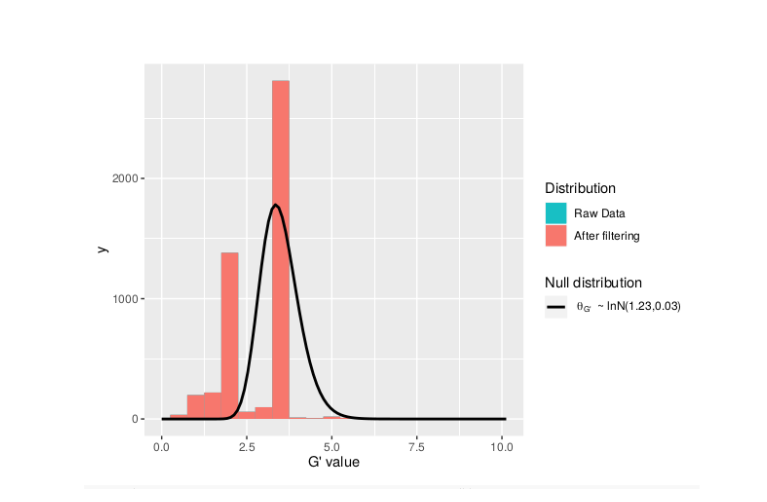 2000
1000
0
y
0.0 2.5 5.0 7.5 10.0
G' value
Distribution
Raw Data
After filtering
Null distribution
θG' ~ lnN(1.23,0.03)